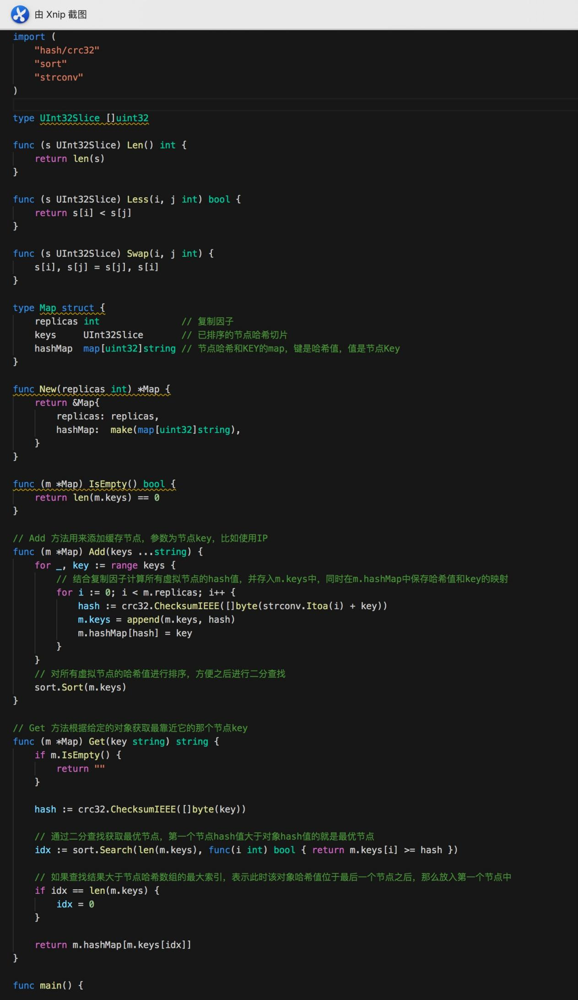 由 Xnip 截图
import (
    "hash/crc32"
    "sort"
    "strconv"
)
type UInt32Slice []uint32
func (s UInt32Slice) Len() int {
    return len(s)
}
func (s UInt32Slice) Less(i, j int) bool {
    return s[i] < s[j]
}
func (s UInt32Slice) Swap(i, j int) {
    s[i], s[j] = s[j], s[i]
}
type Map struct {
    replicas int               // 复制因子
    keys     UInt32Slice       // 已排序的节点哈希切片
    hashMap  map[uint32]string // 节点哈希和KEY的map，键是哈希值，值是节点Key
}
func New(replicas int) *Map {
    return &Map{
        replicas: replicas,
        hashMap:  make(map[uint32]string),
    }
}
func (m *Map) IsEmpty() bool {
    return len(m.keys) == 0
}
// Add 方法用来添加缓存节点，参数为节点key，比如使用IP
func (m *Map) Add(keys ...string) {
    for _, key := range keys {
        // 结合复制因子计算所有虚拟节点的hash值，并存入m.keys中，同时在m.hashMap中保存哈希值和key的映射
        for i := 0; i < m.replicas; i++ {
            hash := crc32.ChecksumIEEE([]byte(strconv.Itoa(i) + key))
            m.keys = append(m.keys, hash)
            m.hashMap[hash] = key
        }
    }
    // 对所有虚拟节点的哈希值进行排序，方便之后进行二分查找
    sort.Sort(m.keys)
}
// Get 方法根据给定的对象获取最靠近它的那个节点key
func (m *Map) Get(key string) string {
    if m.IsEmpty() {
        return ""
    }
    hash := crc32.ChecksumIEEE([]byte(key))
    // 通过二分查找获取最优节点，第一个节点hash值大于对象hash值的就是最优节点
    idx := sort.Search(len(m.keys), func(i int) bool { return m.keys[i] >= hash })
    // 如果查找结果大于节点哈希数组的最大索引，表示此时该对象哈希值位于最后一个节点之后，那么放入第一个节点中
    if idx == len(m.keys) {
        idx = 0
    }
    return m.hashMap[m.keys[idx]]
}
func main() {